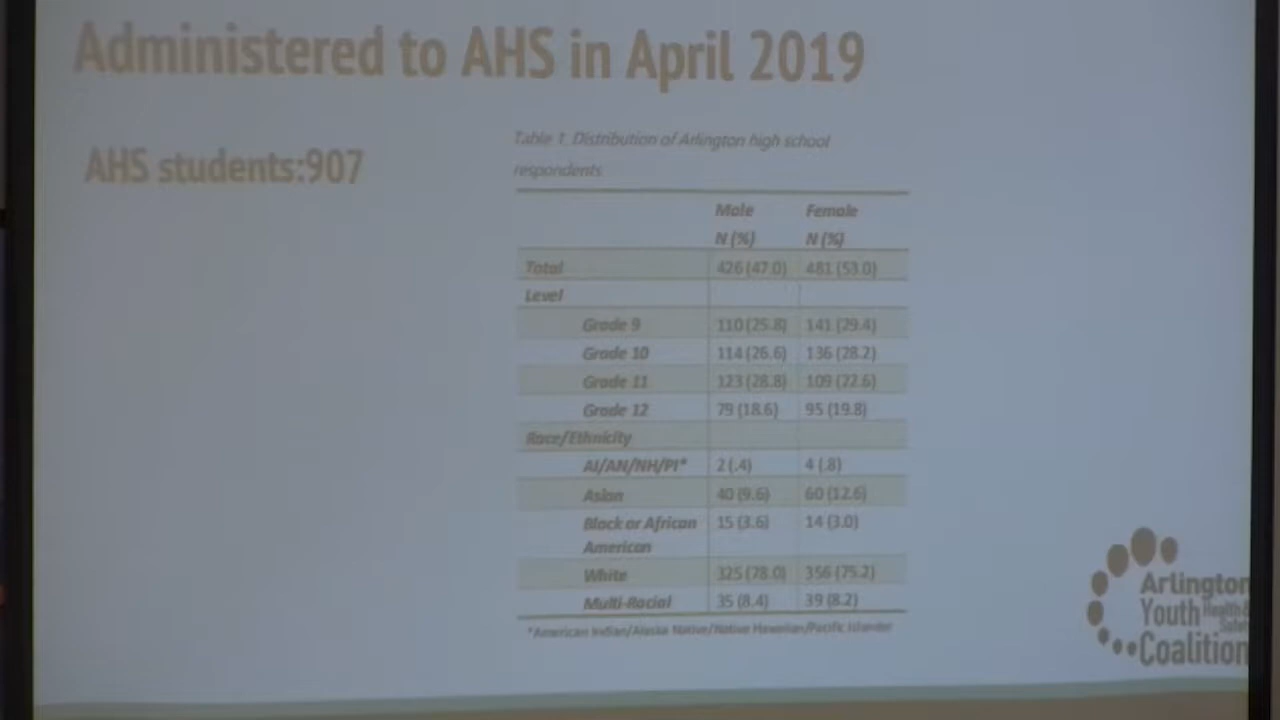 Administered to AHS in April 2019
AHS students:907
Table 1. Distribution of Arlington high school
respondents
Male Female
N (%) N (%)
Total 426 (47.0) 481 (53.0)
Level
Grade 9 110 (25.8) 141 (29.4)
Grade 10 114 (26.6) 136 (28.2)
Grade 11 123 (28.8) 109 (22.6)
Grade 12 79 (18.6) 95 (19.8)
Race/Ethnicity
AI/AN/NH/PI* 2 (.4) 4 (.8)
Asian 40 (9.6) 60 (12.6)
Black or African 15 (3.6) 14 (3.0)
American
White 325 (78.0) 356 (75.2)
Multi-Racial 35 (8.4) 39 (8.2)
*American Indian/Alaska Native/Native Hawaiian/Pacific Islander
Arlington
Youth Health &
Safety
Coalition